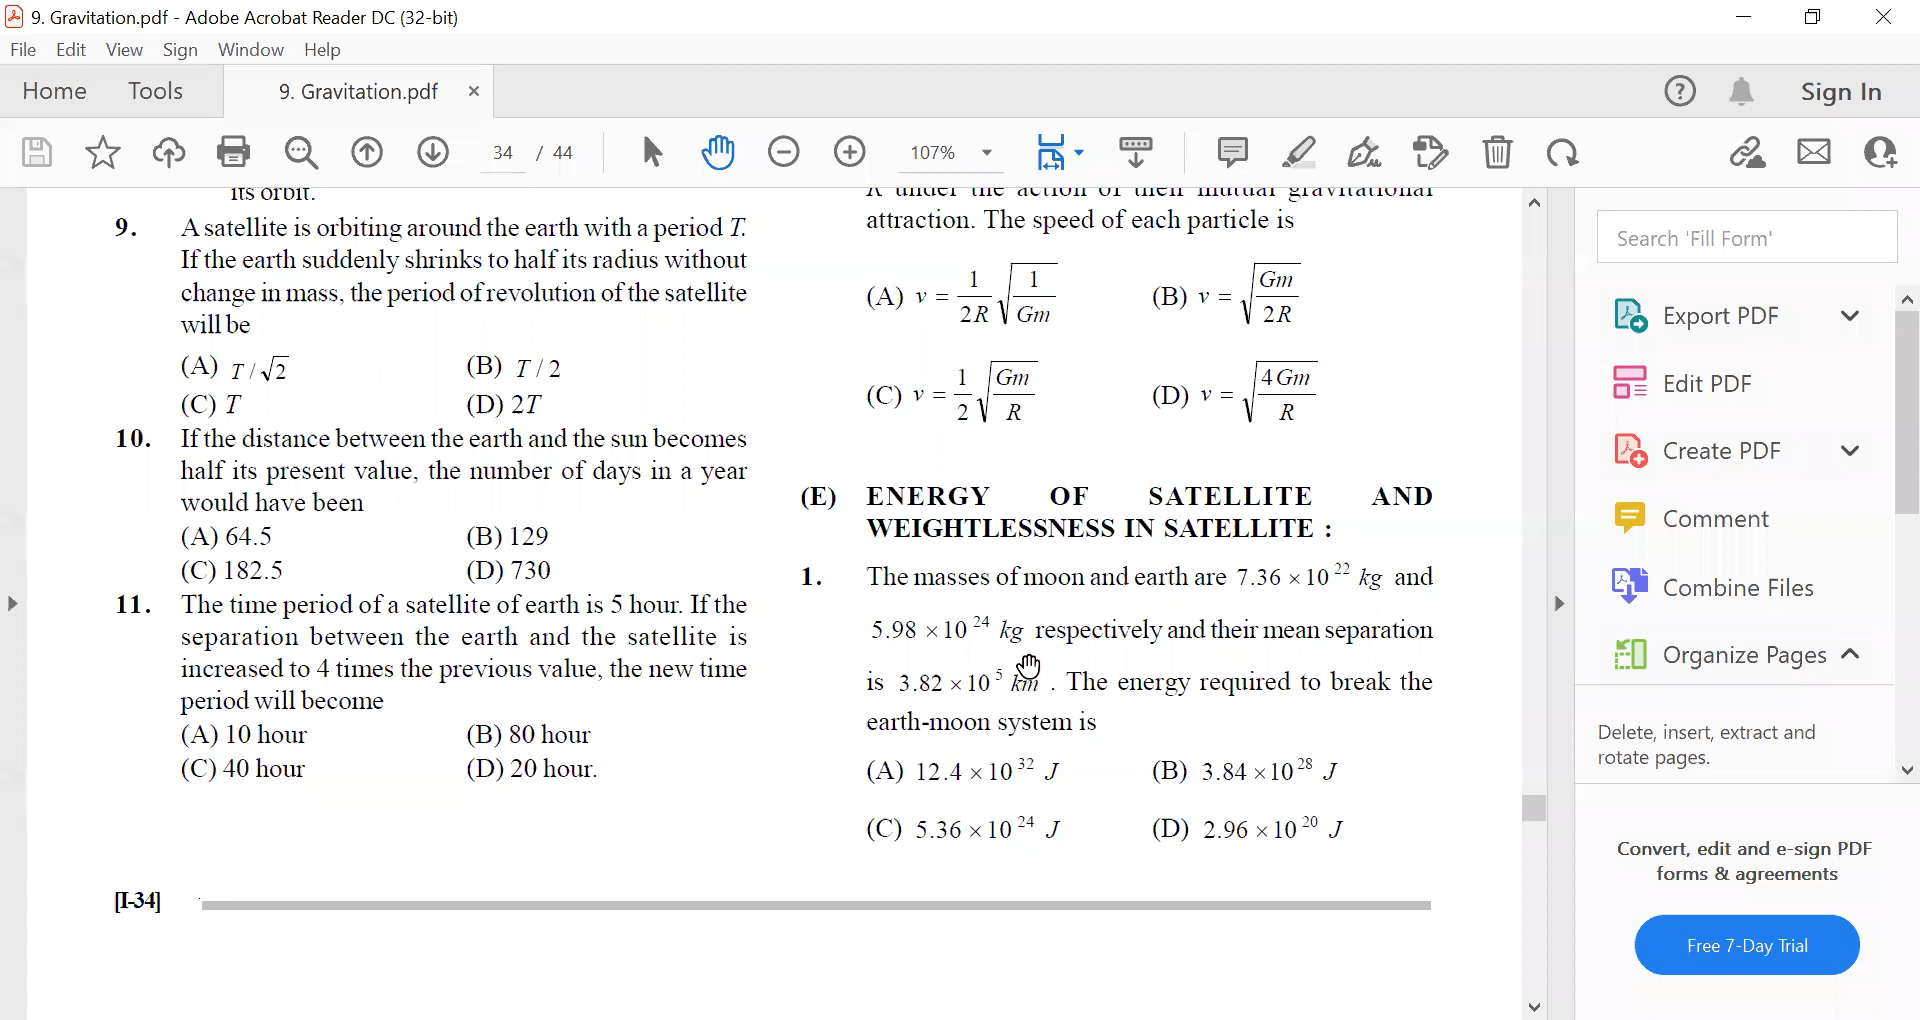 9. Gravitation.pdf - Adobe Acrobat Reader DC (32-bit)
File Edit View Sign Window Help
Home Tools 9. Gravitation.pdf × Sign In
34 / 44 107%
its orbit.
9. A satellite is orbiting around the earth with a period T.
If the earth suddenly shrinks to half its radius without
change in mass, the period of revolution of the satellite
will be
(A) T / √2 (B) T / 2
(C) T (D) 2T
10. If the distance between the earth and the sun becomes
half its present value, the number of days in a year
would have been
(A) 64.5 (B) 129
(C) 182.5 (D) 730
11. The time period of a satellite of earth is 5 hour. If the
separation between the earth and the satellite is
increased to 4 times the previous value, the new time
period will become
(A) 10 hour (B) 80 hour
(C) 40 hour (D) 20 hour.
[I-34]
R under the action of their mutual gravitational
attraction. The speed of each particle is
(A) v = 1/2R √(1/Gm) (B) v = √(Gm/2R)
(C) v = 1/2 √(Gm/R) (D) v = √(4Gm/R)
(E) ENERGY OF SATELLITE AND
WEIGHTLESSNESS IN SATELLITE :
1. The masses of moon and earth are 7.36 × 10^22 kg and
5.98 × 10^24 kg respectively and their mean separation
is 3.82 × 10^5 km . The energy required to break the
earth-moon system is
(A) 12.4 × 10^32 J (B) 3.84 × 10^28 J
(C) 5.36 × 10^24 J (D) 2.96 × 10^20 J
Search 'Fill Form'
Export PDF
Edit PDF
Create PDF
Comment
Combine Files
Organize Pages
Delete, insert, extract and
rotate pages.
Convert, edit and e-sign PDF
forms & agreements
Free 7-Day Trial